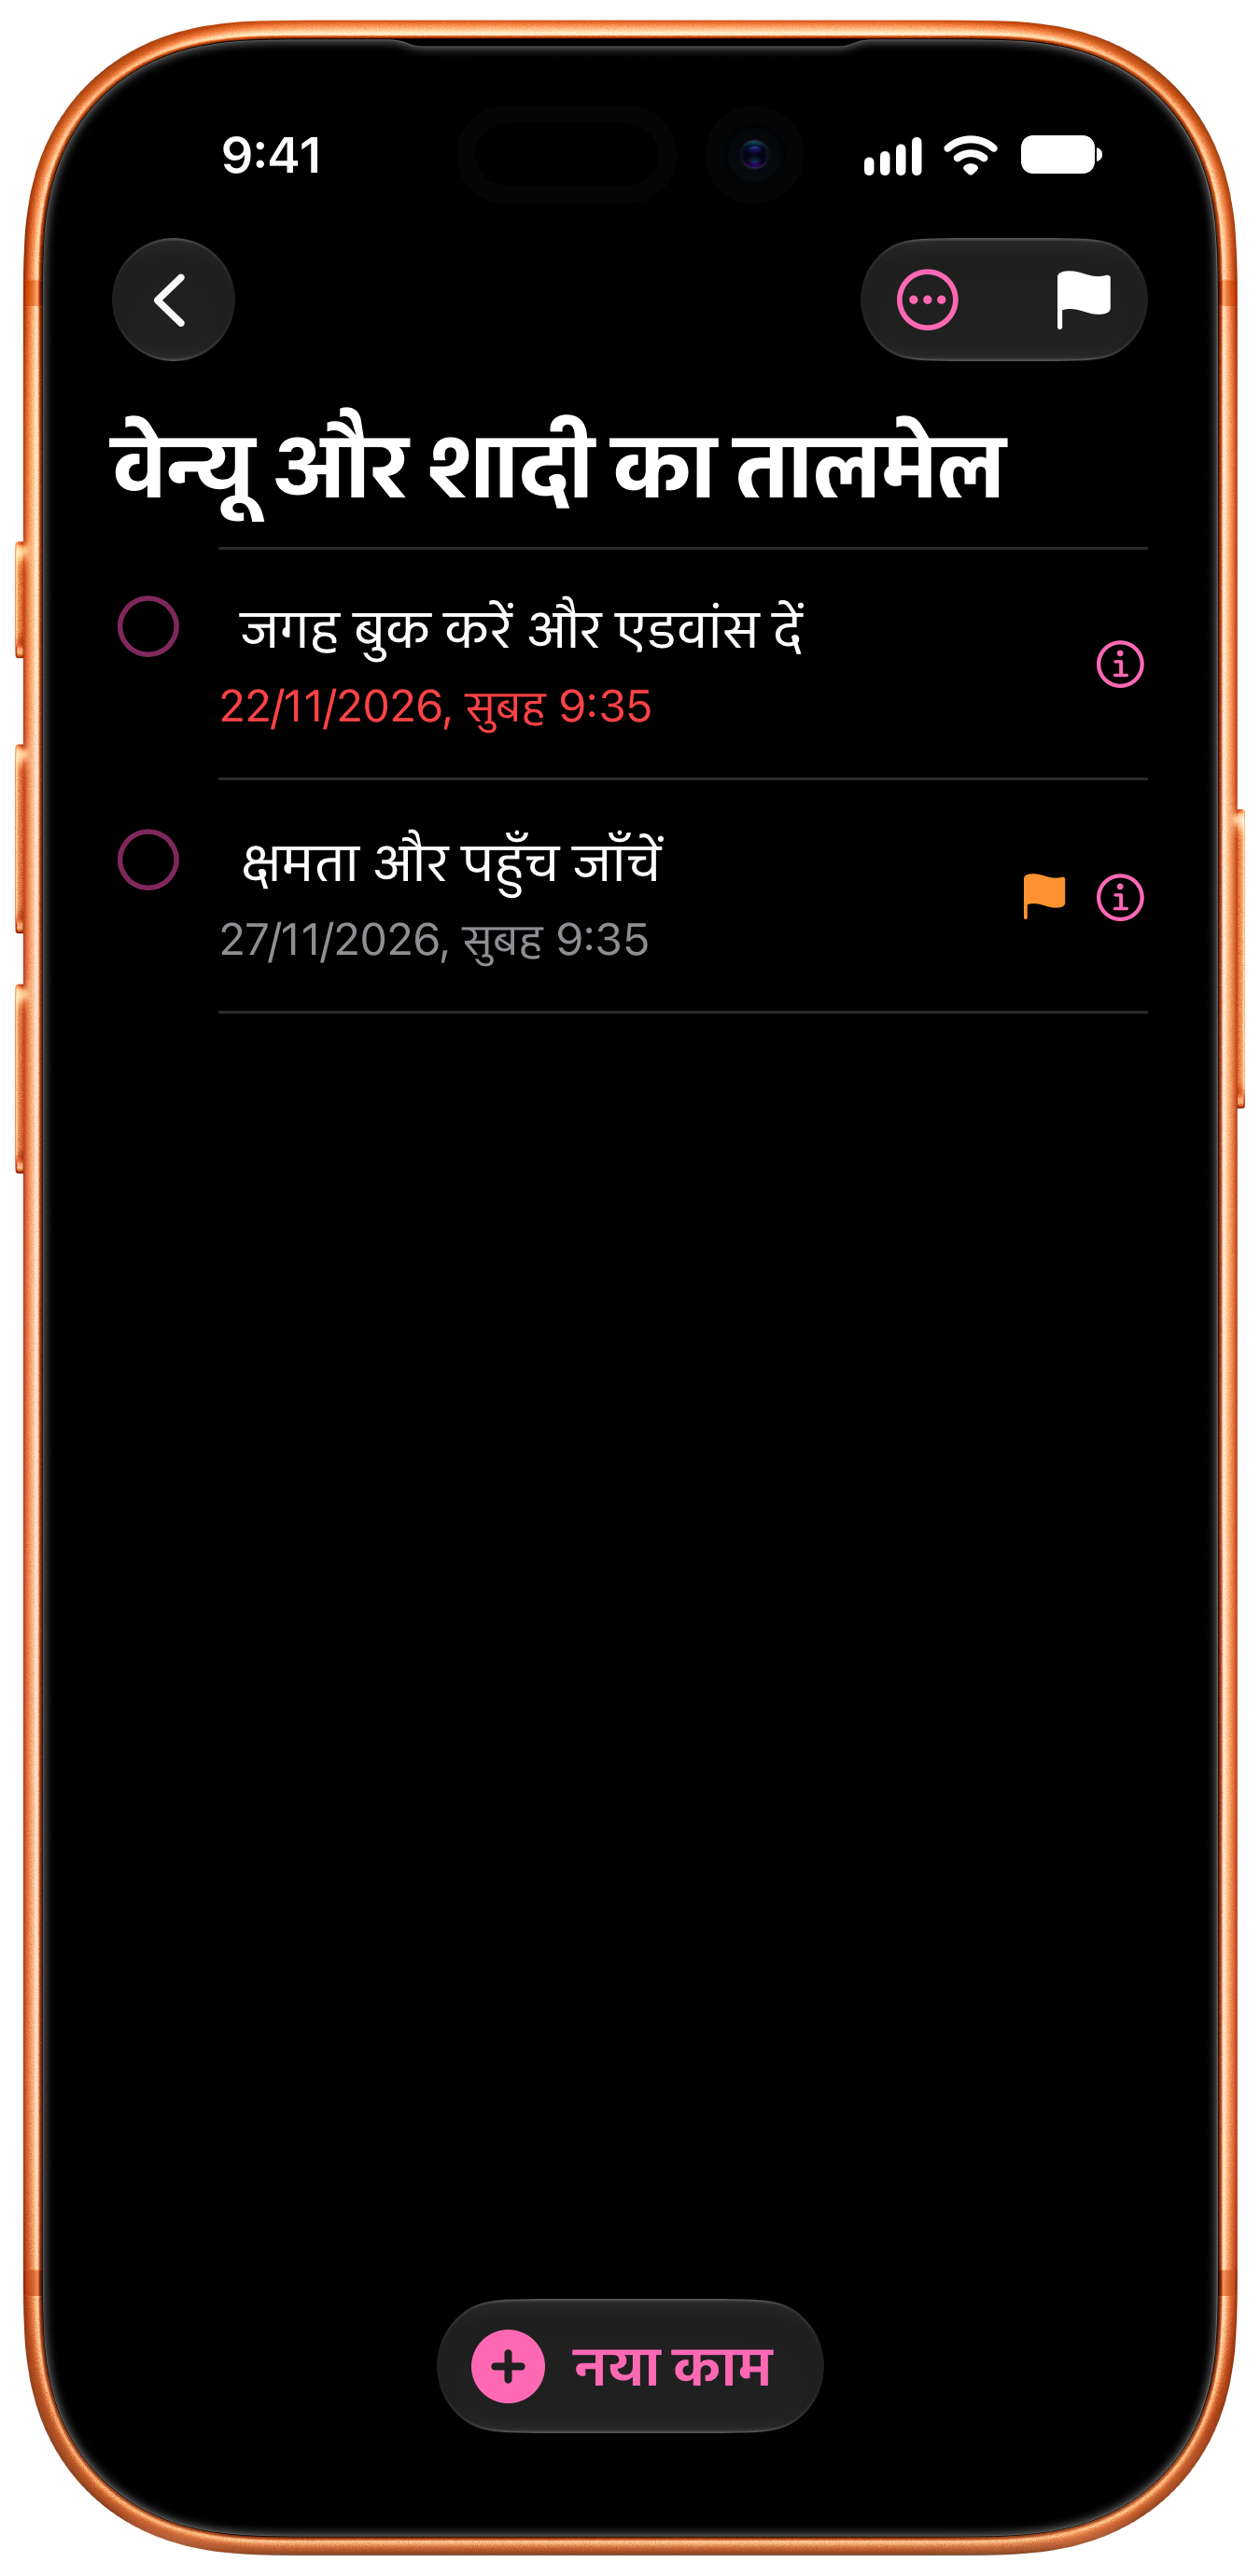 9:41
वेन्यू और शादी का तालमेल
जगह बुक करें और एडवांस दें
22/11/2026, सुबह 9:35
क्षमता और पहुँच जाँचें
27/11/2026, सुबह 9:35
नया काम